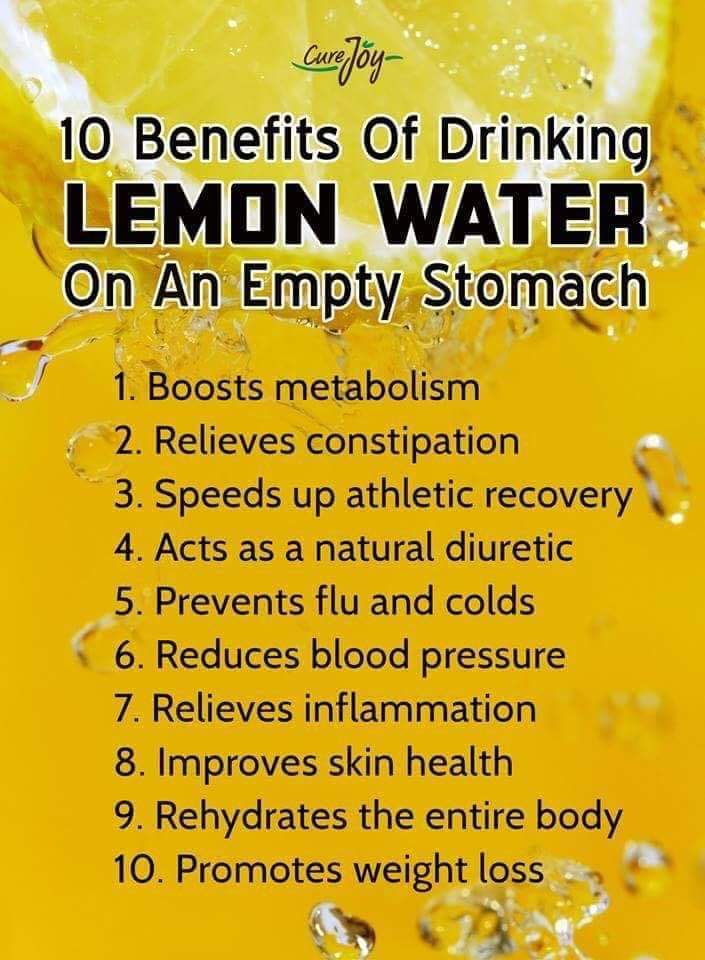 CureJoy
10 Benefits Of Drinking
LEMON WATER
On An Empty Stomach
1. Boosts metabolism
2. Relieves constipation
3. Speeds up athletic recovery
4. Acts as a natural diuretic
5. Prevents flu and colds
6. Reduces blood pressure
7. Relieves inflammation
8. Improves skin health
9. Rehydrates the entire body
10. Promotes weight loss